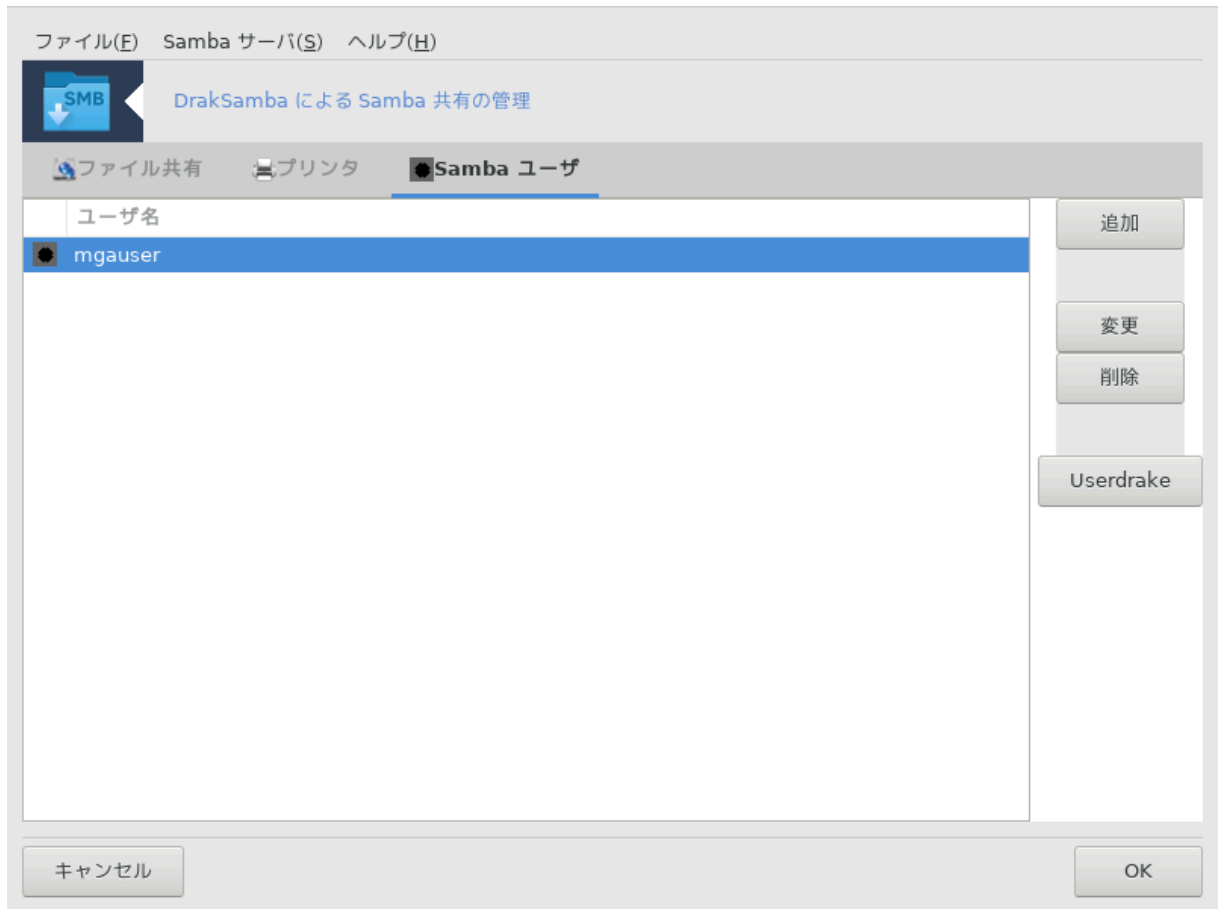 ファイル(F) Samba サーバ(S) ヘルプ(H)
SMB
DrakSamba による Samba 共有の管理
ファイル共有 プリンタ Samba ユーザ
ユーザ名
追加
mgauser
変更
削除
Userdrake
キャンセル
OK